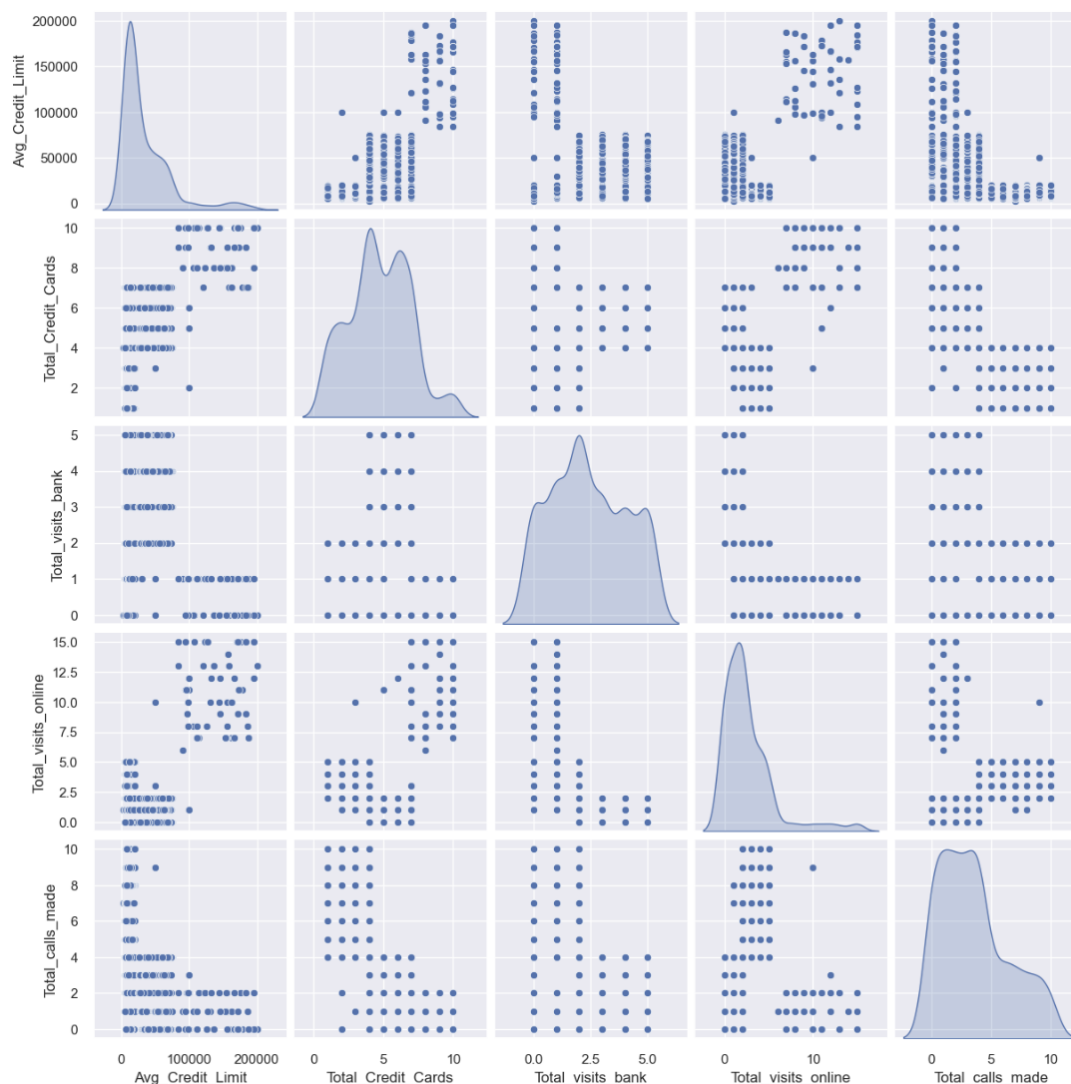 200000
150000
100000
50000
0
Avg_Credit_Limit
10
8
6
4
2
Total_Credit_Cards
5
4
3
2
1
0
Total_visits_bank
15.0
12.5
10.0
7.5
5.0
2.5
0.0
Total_visits_online
10
8
6
4
2
0
Total_calls_made
0 100000 200000
Avg_Credit_Limit
0 5 10
Total_Credit_Cards
0.0 2.5 5.0
Total_visits_bank
0 10
Total_visits_online
0 5 10
Total_calls_made